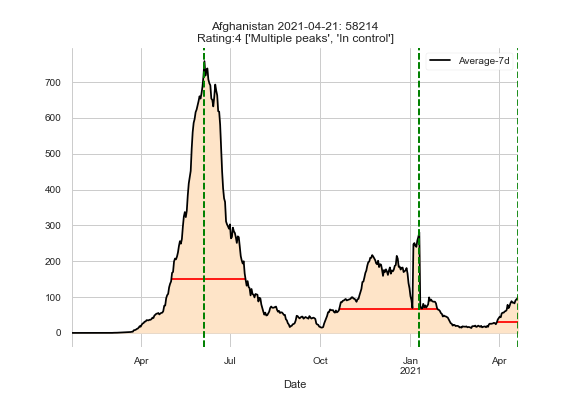 Afghanistan 2021-04-21: 58214
Rating:4 ['Multiple peaks', 'In control']
Average-7d
700
600
500
400
300
200
100
0
Apr Jul Oct Jan Apr
2021
Date